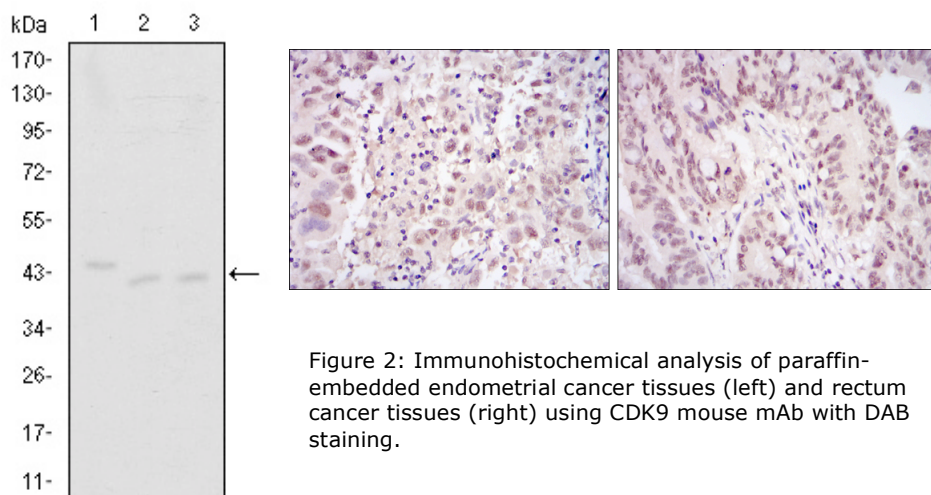 kDa 1 2 3
170-
130-
95-
72-
55-
43-
34-
26-
17-
11-
Figure 2: Immunohistochemical analysis of paraffin-
embedded endometrial cancer tissues (left) and rectum
cancer tissues (right) using CDK9 mouse mAb with DAB
staining.